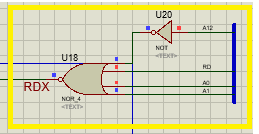 U20
A12
NOT
<TEXT>
U18
RD
RDX
A0
A1
NOR_4
<TEXT>